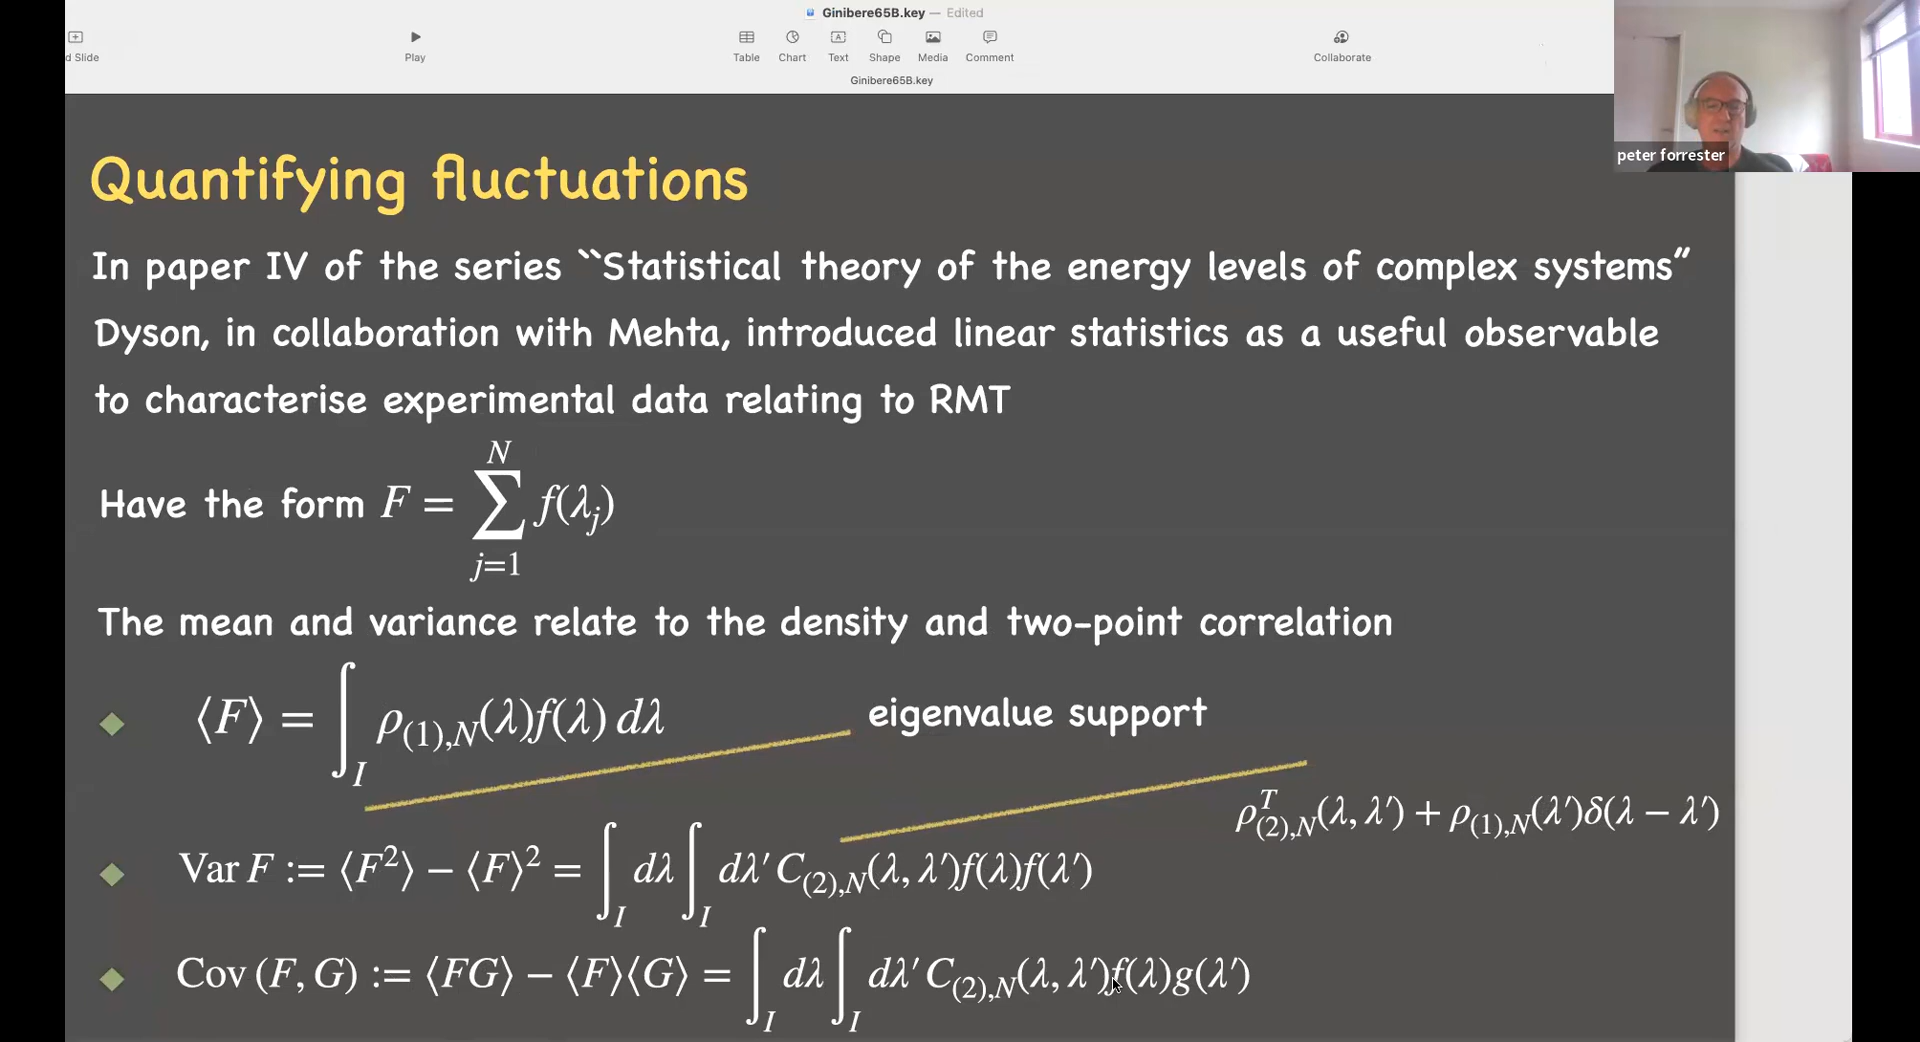 Ginibere65B.key — Edited
d Slide
Play
Table
Chart
Text
Shape
Media
Comment
Collaborate
Ginibere65B.key
peter forrester
Quantifying fluctuations
In paper IV of the series ``Statistical theory of the energy levels of complex systems”
Dyson, in collaboration with Mehta, introduced linear statistics as a useful observable
to characterise experimental data relating to RMT
Have the form F = ∑_{j=1}^{N} f(λ_j)
The mean and variance relate to the density and two-point correlation
⟨F⟩ = ∫_I ρ_{(1),N}(λ)f(λ) dλ
eigenvalue support
ρ^T_{(2),N}(λ, λ′) + ρ_{(1),N}(λ′)δ(λ − λ′)
Var F := ⟨F²⟩ − ⟨F⟩² = ∫_I dλ ∫_I dλ′ C_{(2),N}(λ, λ′)f(λ)f(λ′)
Cov (F, G) := ⟨FG⟩ − ⟨F⟩⟨G⟩ = ∫_I dλ ∫_I dλ′ C_{(2),N}(λ, λ′)f(λ)g(λ′)